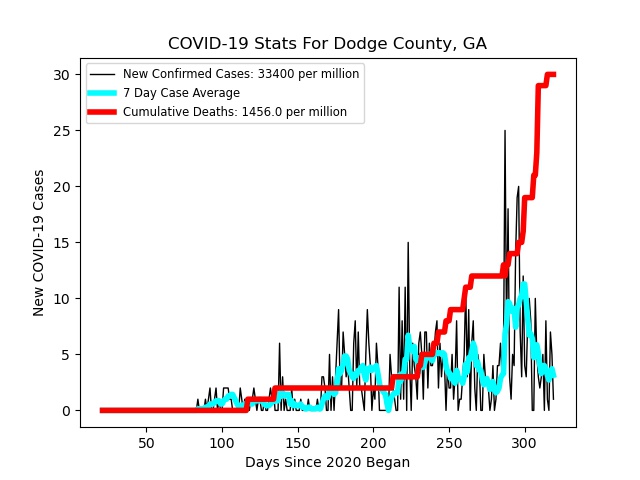 COVID-19 Stats For Dodge County, GA
New Confirmed Cases: 33400 per million
7 Day Case Average
Cumulative Deaths: 1456.0 per million
30
25
20
15
10
5
0
New COVID-19 Cases
50 100 150 200 250 300
Days Since 2020 Began